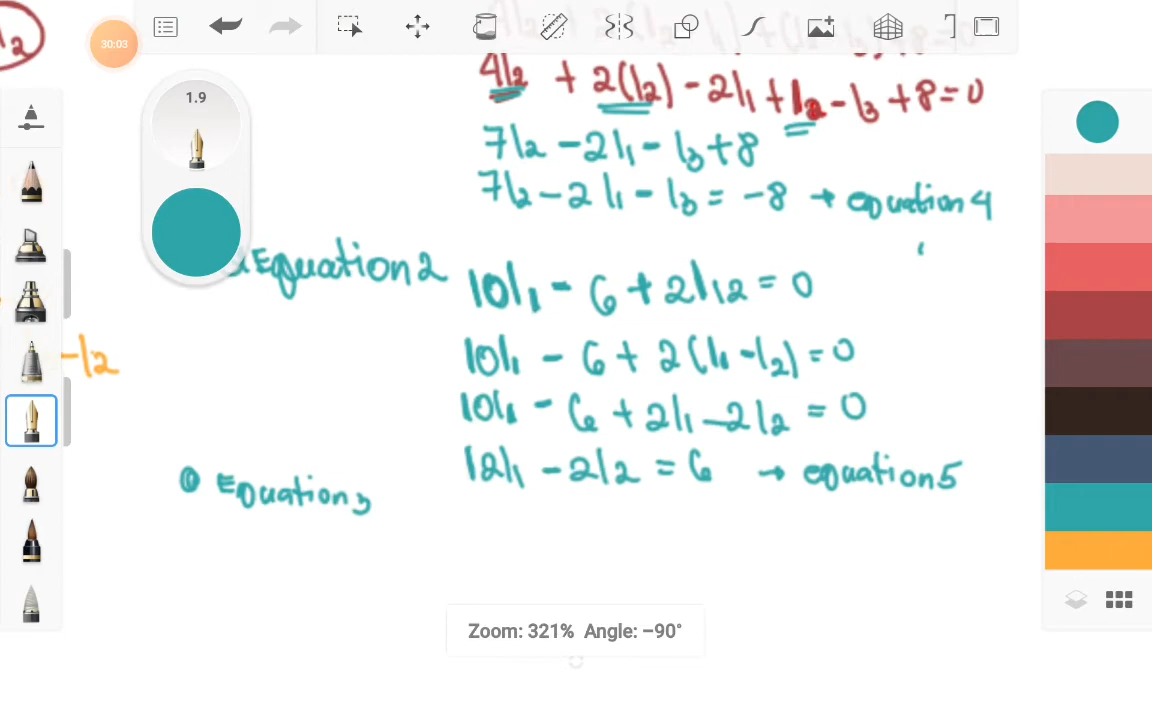 30:03
1.9
4I2 + 2(I2) - 2I1 + I2 - I3 + 8 = 0
7I2 - 2I1 - I3 + 8
7I2 - 2I1 - I3 = -8 → equation 4
Equation 2
10I1 - 6 + 2I12 = 0
10I1 - 6 + 2(I1 - I2) = 0
-I2
10I1 - 6 + 2I1 - 2I2 = 0
12I1 - 2I2 = 6 → equation 5
Equation 3
Zoom: 321% Angle: -90°